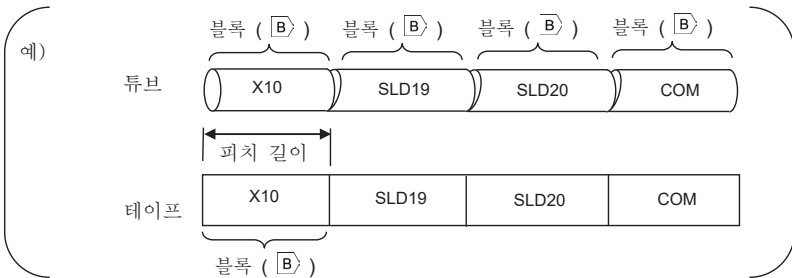 예)
블록 ( B ) 블록 ( B ) 블록 ( B ) 블록 ( B )
튜브 X10 SLD19 SLD20 COM
피치 길이
테이프 X10 SLD19 SLD20 COM
블록 ( B )